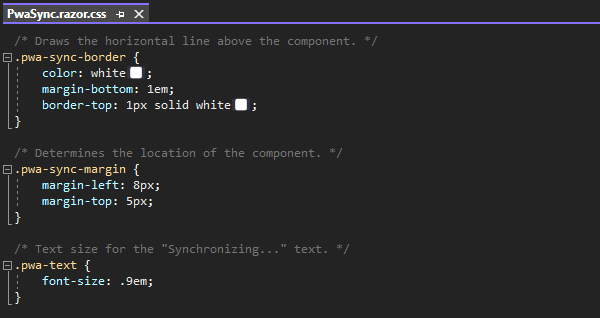 PwaSync.razor.css
/* Draws the horizontal line above the component. */
.pwa-sync-border {
color: white;
margin-bottom: 1em;
border-top: 1px solid white;
}
/* Determines the location of the component. */
.pwa-sync-margin {
margin-left: 8px;
margin-top: 5px;
}
/* Text size for the "Synchronizing..." text. */
.pwa-text {
font-size: .9em;
}